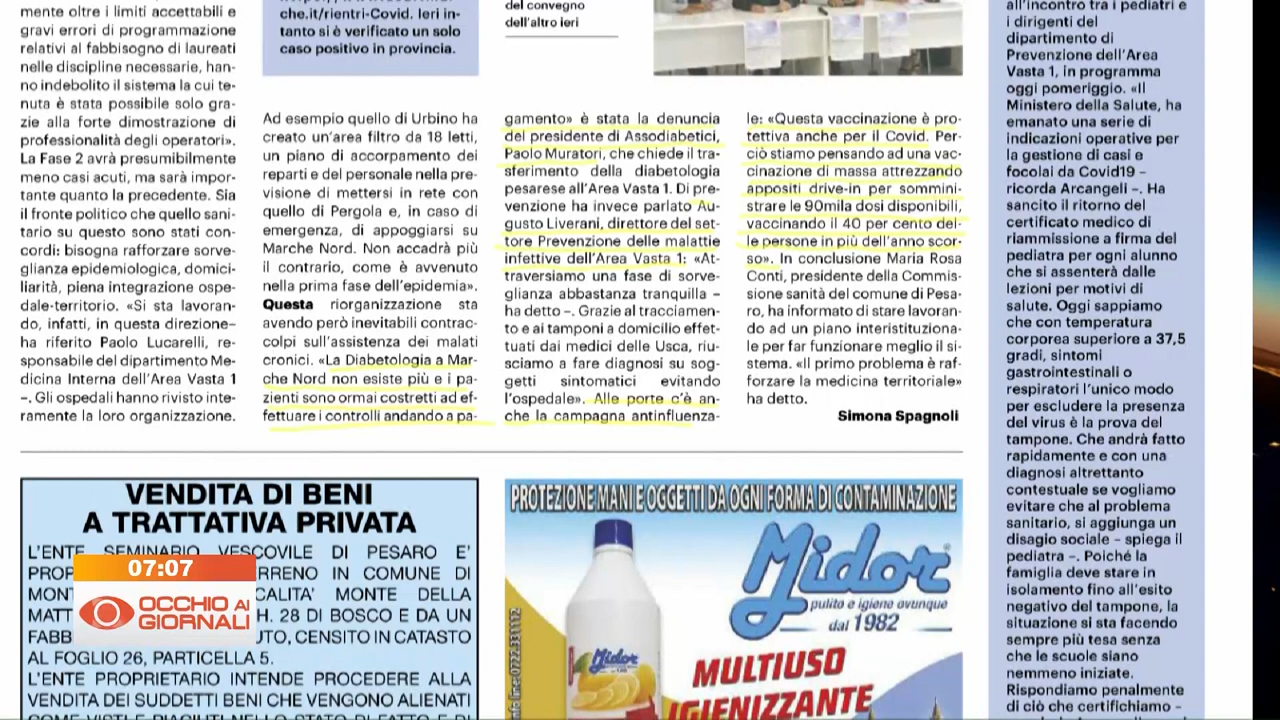 mente oltre i limiti accettabili e
gravi errori di programmazione
relativi al fabbisogno di laureati
nelle discipline necessarie, han-
no indebolito il sistema la cui te-
nuta è stata possibile solo gra-
zie alla forte dimostrazione di
professionalità degli operatori».
La Fase 2 avrà presumibilmente
meno casi acuti, ma sarà impor-
tante quanto la precedente. Sia
il fronte politico che quello sani-
tario su questo sono stati con-
cordi: bisogna rafforzare sorve-
glianza epidemiologica, domici-
liarità, piena integrazione ospe-
dale-territorio. «Si sta lavoran-
do, infatti, in questa direzione–
ha riferito Paolo Lucarelli, re-
sponsabile del dipartimento Me-
dicina Interna dell'Area Vasta 1
–. Gli ospedali hanno rivisto inte-
ramente la loro organizzazione.
che.it/rientri-Covid. Ieri in-
tanto si è verificato un solo
caso positivo in provincia.
Ad esempio quello di Urbino ha
creato un'area filtro da 18 letti,
un piano di accorpamento dei
reparti e del personale nella pre-
visione di mettersi in rete con
quello di Pergola e, in caso di
emergenza, di appoggiarsi su
Marche Nord. Non accadrà più
il contrario, come è avvenuto
nella prima fase dell'epidemia».
Questa riorganizzazione sta
avendo però inevitabili contrac-
colpi sull'assistenza dei malati
cronici. «La Diabetologia a Mar-
che Nord non esiste più e i pa-
zienti sono ormai costretti ad ef-
fettuare i controlli andando a pa-
del convegno
dell'altro ieri
gamento» è stata la denuncia
del presidente di Assodiabetici,
Paolo Muratori, che chiede il tra-
sferimento della diabetologia
pesarese all'Area Vasta 1. Di pre-
venzione ha invece parlato Au-
gusto Liverani, direttore del set-
tore Prevenzione delle malattie
infettive dell'Area Vasta 1: «At-
traversiamo una fase di sorve-
glianza abbastanza tranquilla –
ha detto –. Grazie al tracciamen-
to e ai tamponi a domicilio effet-
tuati dai medici delle Usca, riu-
sciamo a fare diagnosi su sog-
getti sintomatici evitando
l'ospedale». Alle porte c'è an-
che la campagna antinfluenza-
le: «Questa vaccinazione è pro-
tettiva anche per il Covid. Per-
ciò stiamo pensando ad una vac-
cinazione di massa attrezzando
appositi drive-in per sommini-
strare le 90mila dosi disponibili,
vaccinando il 40 per cento del-
le persone in più dell'anno scor-
so». In conclusione Maria Rosa
Conti, presidente della Commis-
sione sanità del comune di Pesa-
ro, ha informato di stare lavoran-
do ad un piano interistituziona-
le per far funzionare meglio il si-
stema. «Il primo problema è raf-
forzare la medicina territoriale»
ha detto.
Simona Spagnoli
all'incontro tra i pediatri e
i dirigenti del
dipartimento di
Prevenzione dell'Area
Vasta 1, in programma
oggi pomeriggio. «Il
Ministero della Salute, ha
emanato una serie di
indicazioni operative per
la gestione di casi e
focolai da Covid19 –
ricorda Arcangeli –. Ha
sancito il ritorno del
certificato medico di
riammissione a firma del
pediatra per ogni alunno
che si assenterà dalle
lezioni per motivi di
salute. Oggi sappiamo
che con temperatura
corporea superiore a 37,5
gradi, sintomi
gastrointestinali o
respiratori l'unico modo
per escludere la presenza
del virus è la prova del
tampone. Che andrà fatto
rapidamente e con una
diagnosi altrettanto
contestuale se vogliamo
evitare che al problema
sanitario, si aggiunga un
disagio sociale – spiega il
pediatra –. Poiché la
famiglia deve stare in
isolamento fino all'esito
negativo del tampone, la
situazione si sta facendo
sempre più tesa senza
che le scuole siano
nemmeno iniziate.
Rispondiamo penalmente
di ciò che certifichiamo –
VENDITA DI BENI
A TRATTATIVA PRIVATA
L'ENTE SEMINARIO VESCOVILE DI PESARO E'
PROP RRENO IN COMUNE DI
MONT CALITA' MONTE DELLA
MATT H. 28 DI BOSCO E DA UN
FABB UTO, CENSITO IN CATASTO
AL FOGLIO 26, PARTICELLA 5.
L'ENTE PROPRIETARIO INTENDE PROCEDERE ALLA
VENDITA DEI SUDDETTI BENI CHE VENGONO ALIENATI
COME VISTI E PIACIUTI NELLO STATO DI FATTO E DI
07:07
OCCHIO AI
GIORNALI
PROTEZIONE MANI E OGGETTI DA OGNI FORMA DI CONTAMINAZIONE
Midor®
pulito e igiene ovunque
dal 1982
Midor
MULTIUSO
IGIENIZZANTE